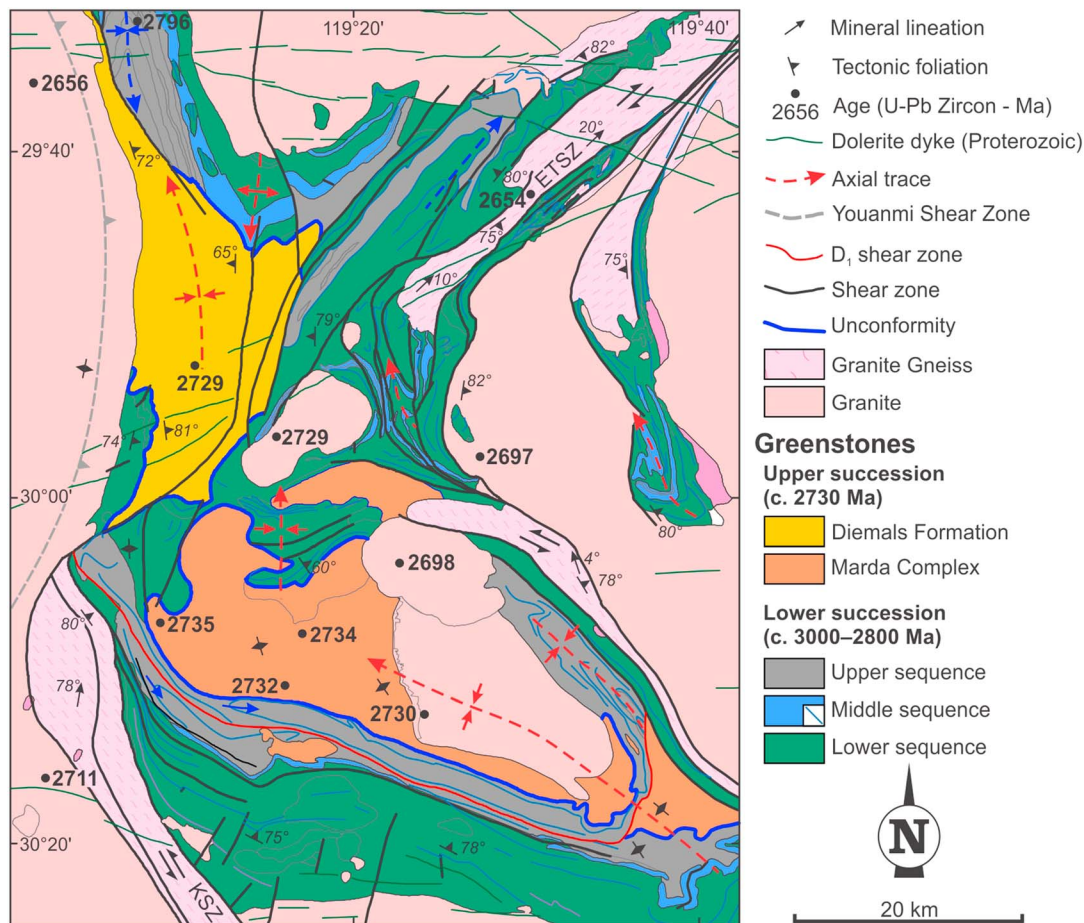 2796
119°20'
119°40'
82°
2656
20°
29°40'
72°
80°
ETSZ
2654
75°
65°
75°
10°
79°
2729
82°
81°
74°
2729
2697
30°00'
80°
60°
2698
4°
78°
80°
2735
2734
78°
2732
2730
2711
75°
78°
30°20'
KSZ
Mineral lineation
Tectonic foliation
2656 Age (U-Pb Zircon - Ma)
Dolerite dyke (Proterozoic)
Axial trace
Youanmi Shear Zone
D1 shear zone
Shear zone
Unconformity
Granite Gneiss
Granite
Greenstones
Upper succession
(c. 2730 Ma)
Diemals Formation
Marda Complex
Lower succession
(c. 3000–2800 Ma)
Upper sequence
Middle sequence
Lower sequence
N
20 km